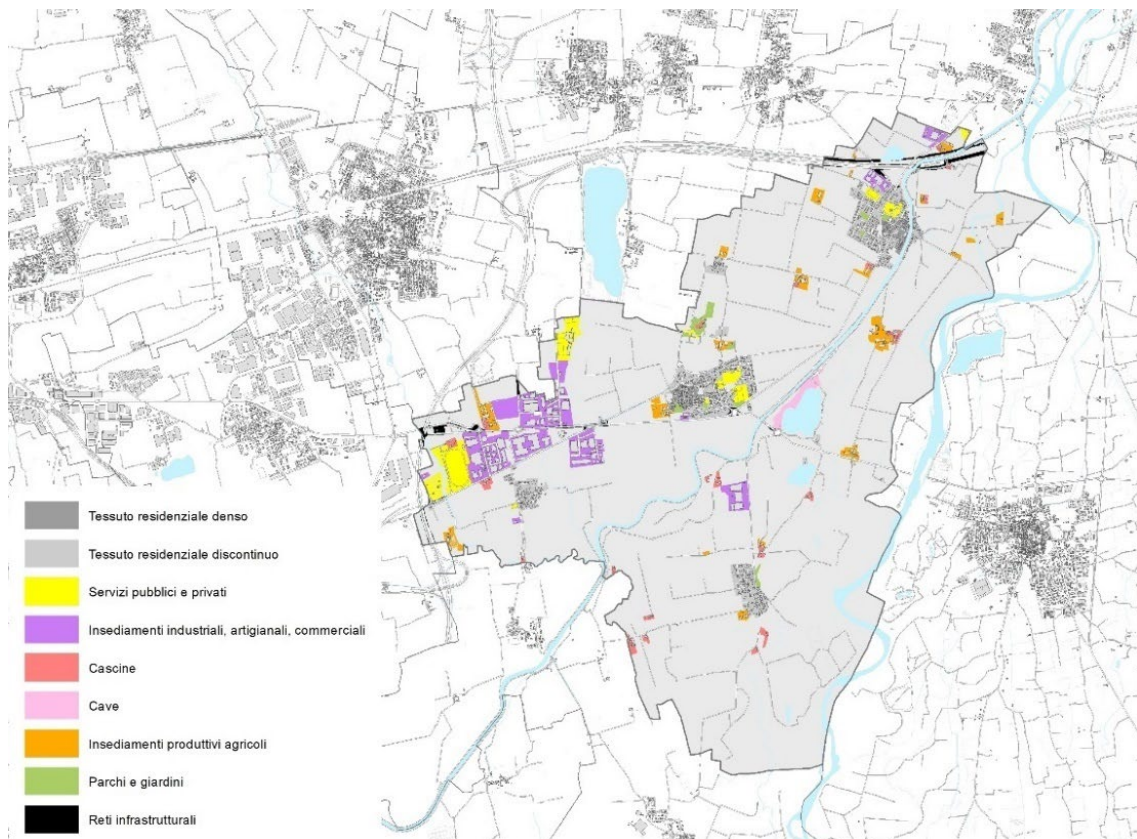 Tessuto residenziale denso
Tessuto residenziale discontinuo
Servizi pubblici e privati
Insediamenti industriali, artigianali, commerciali
Cascine
Cave
Insediamenti produttivi agricoli
Parchi e giardini
Reti infrastrutturali